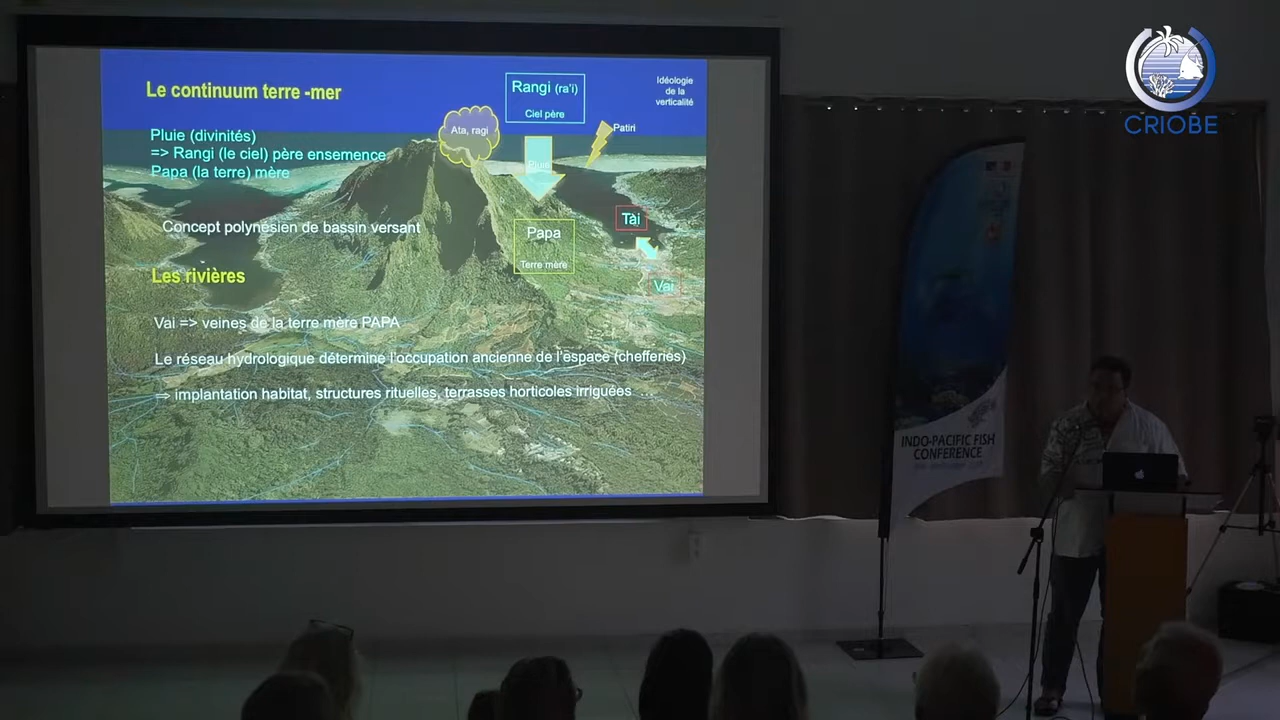 Le continuum terre -mer
Pluie (divinités)
=> Rangi (le ciel) père ensemence
Papa (la terre) mère
Concept polynésien de bassin versant
Les rivières
Vai => veines de la terre mère PAPA
Le réseau hydrologique détermine l'occupation ancienne de l'espace (chefferies)
⇒ implantation habitat, structures rituelles, terrasses horticoles irriguées ...
Rangi (ra'i)
Ciel père
Idéologie
de la
verticalité
Ata, ragi
Patiri
Pluie
Papa
Terre mère
Tai
Vai
CRIOBE
INDO-PACIFIC FISH
CONFERENCE